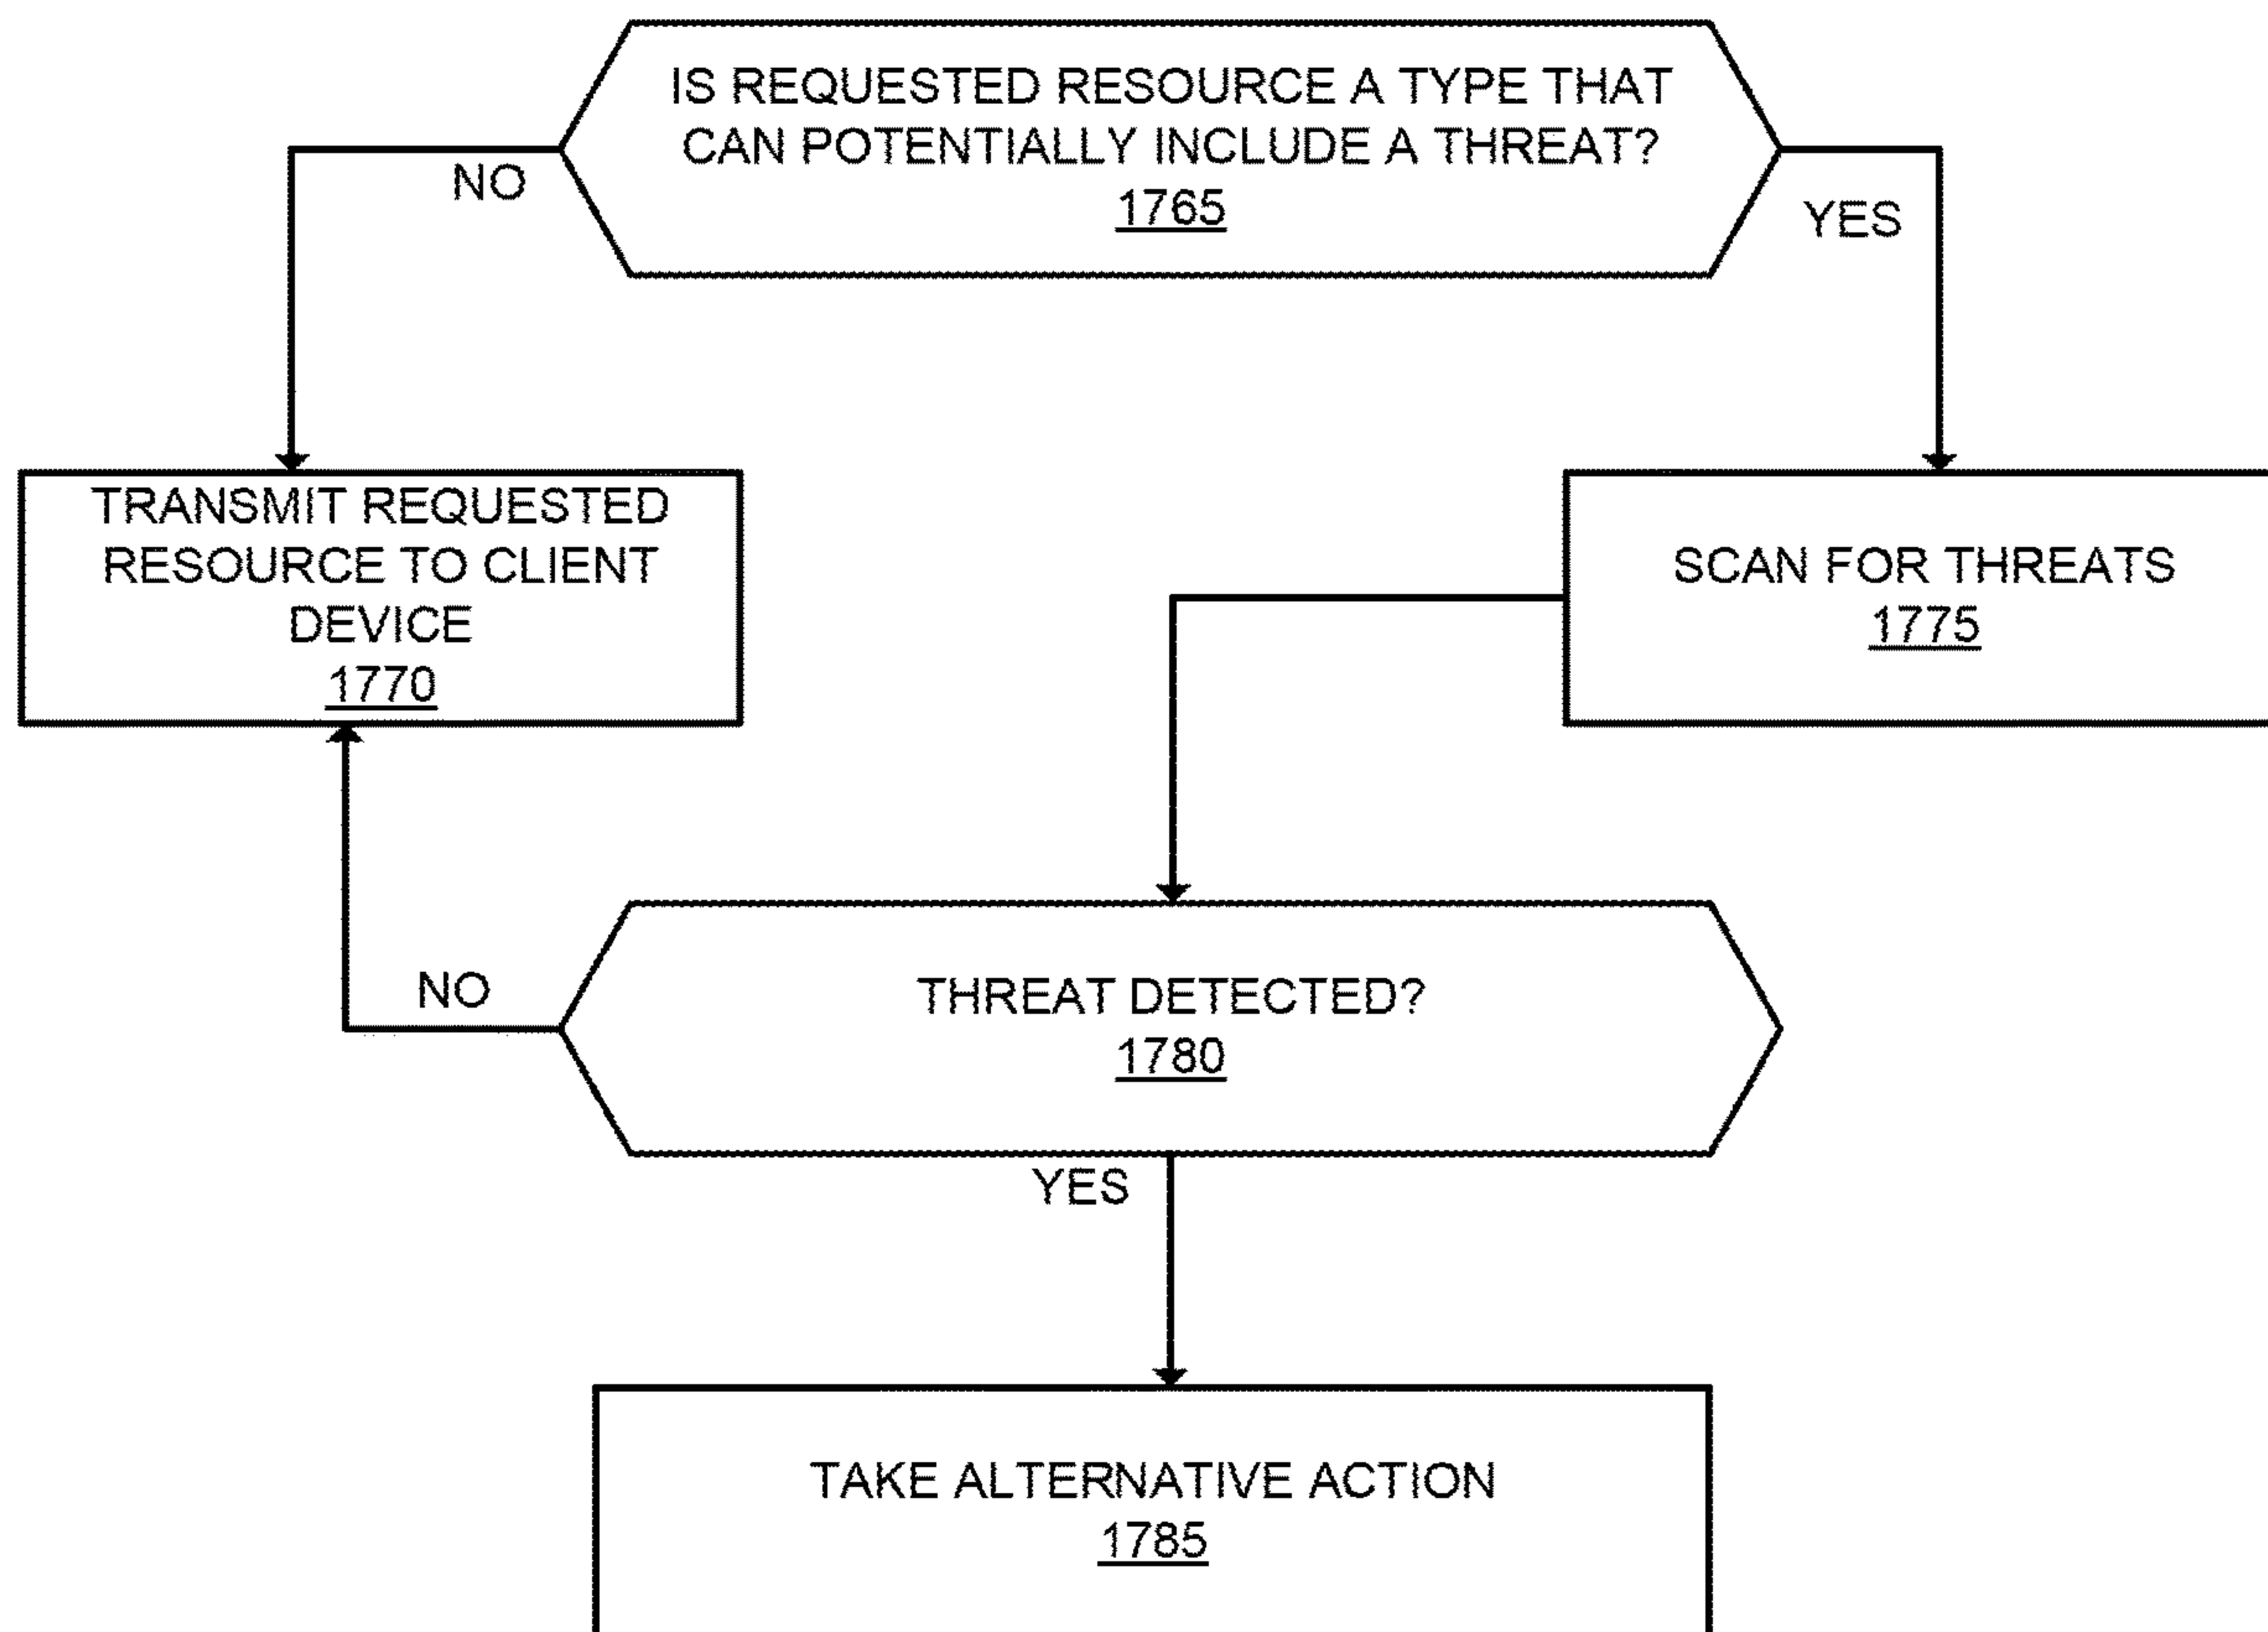 IS REQUESTED RESOURCE A TYPE THAT
CAN POTENTIALLY INCLUDE A THREAT?
1765
NO
YES
TRANSMIT REQUESTED
RESOURCE TO CLIENT
DEVICE
1770
SCAN FOR THREATS
1775
NO
THREAT DETECTED?
1780
YES
TAKE ALTERNATIVE ACTION
1785